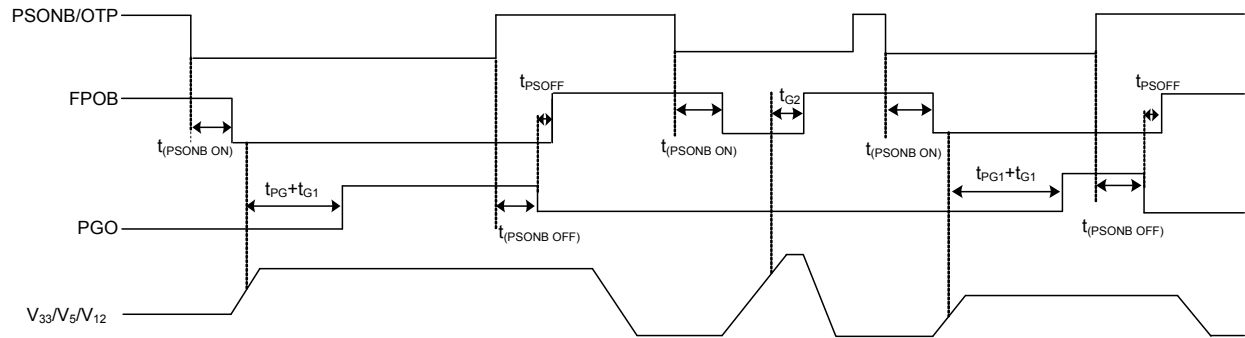 PSONB/OTP
tPSOFF
tPSOFF
FPOB
tG2
t(PSONB ON)
t(PSONB ON)
t(PSONB ON)
tPG+tG1
tPG1+tG1
PGO
t(PSONB OFF)
t(PSONB OFF)
V33/V5/V12